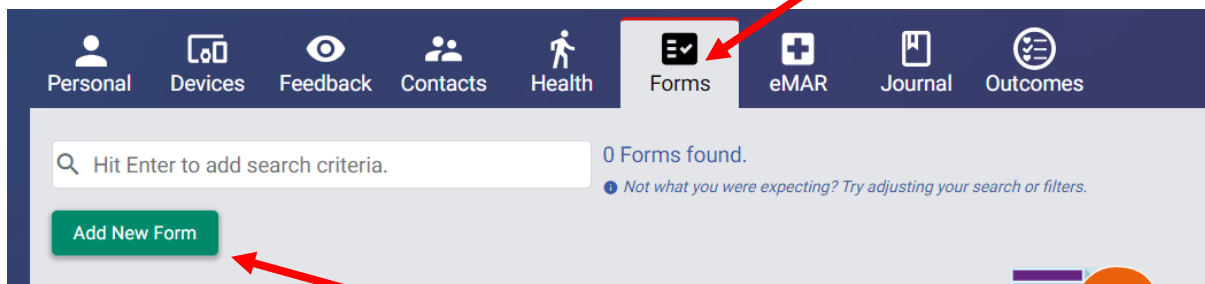 Personal Devices Feedback Contacts Health Forms eMAR Journal Outcomes
Hit Enter to add search criteria.
0 Forms found.
Not what you were expecting? Try adjusting your search or filters.
Add New Form